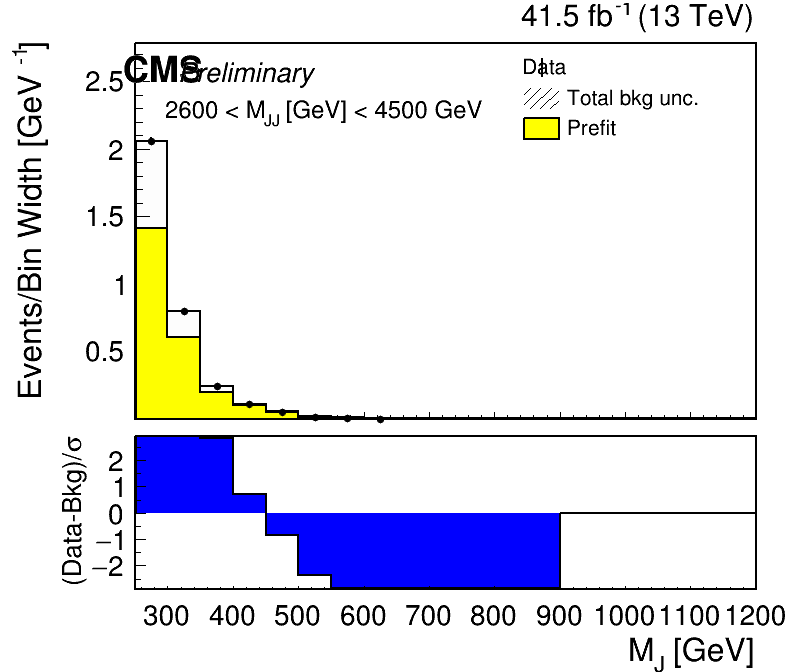 41.5 fb⁻¹ (13 TeV)
CMS Preliminary
2600 < M_JJ [GeV] < 4500 GeV
Data
Total bkg unc.
Prefit
Events/Bin Width [GeV⁻¹]
2.5
2
1.5
1
0.5
(Data-Bkg)/σ
2
1
0
−1
−2
300 400 500 600 700 800 900 1000 1100 1200
M_J [GeV]